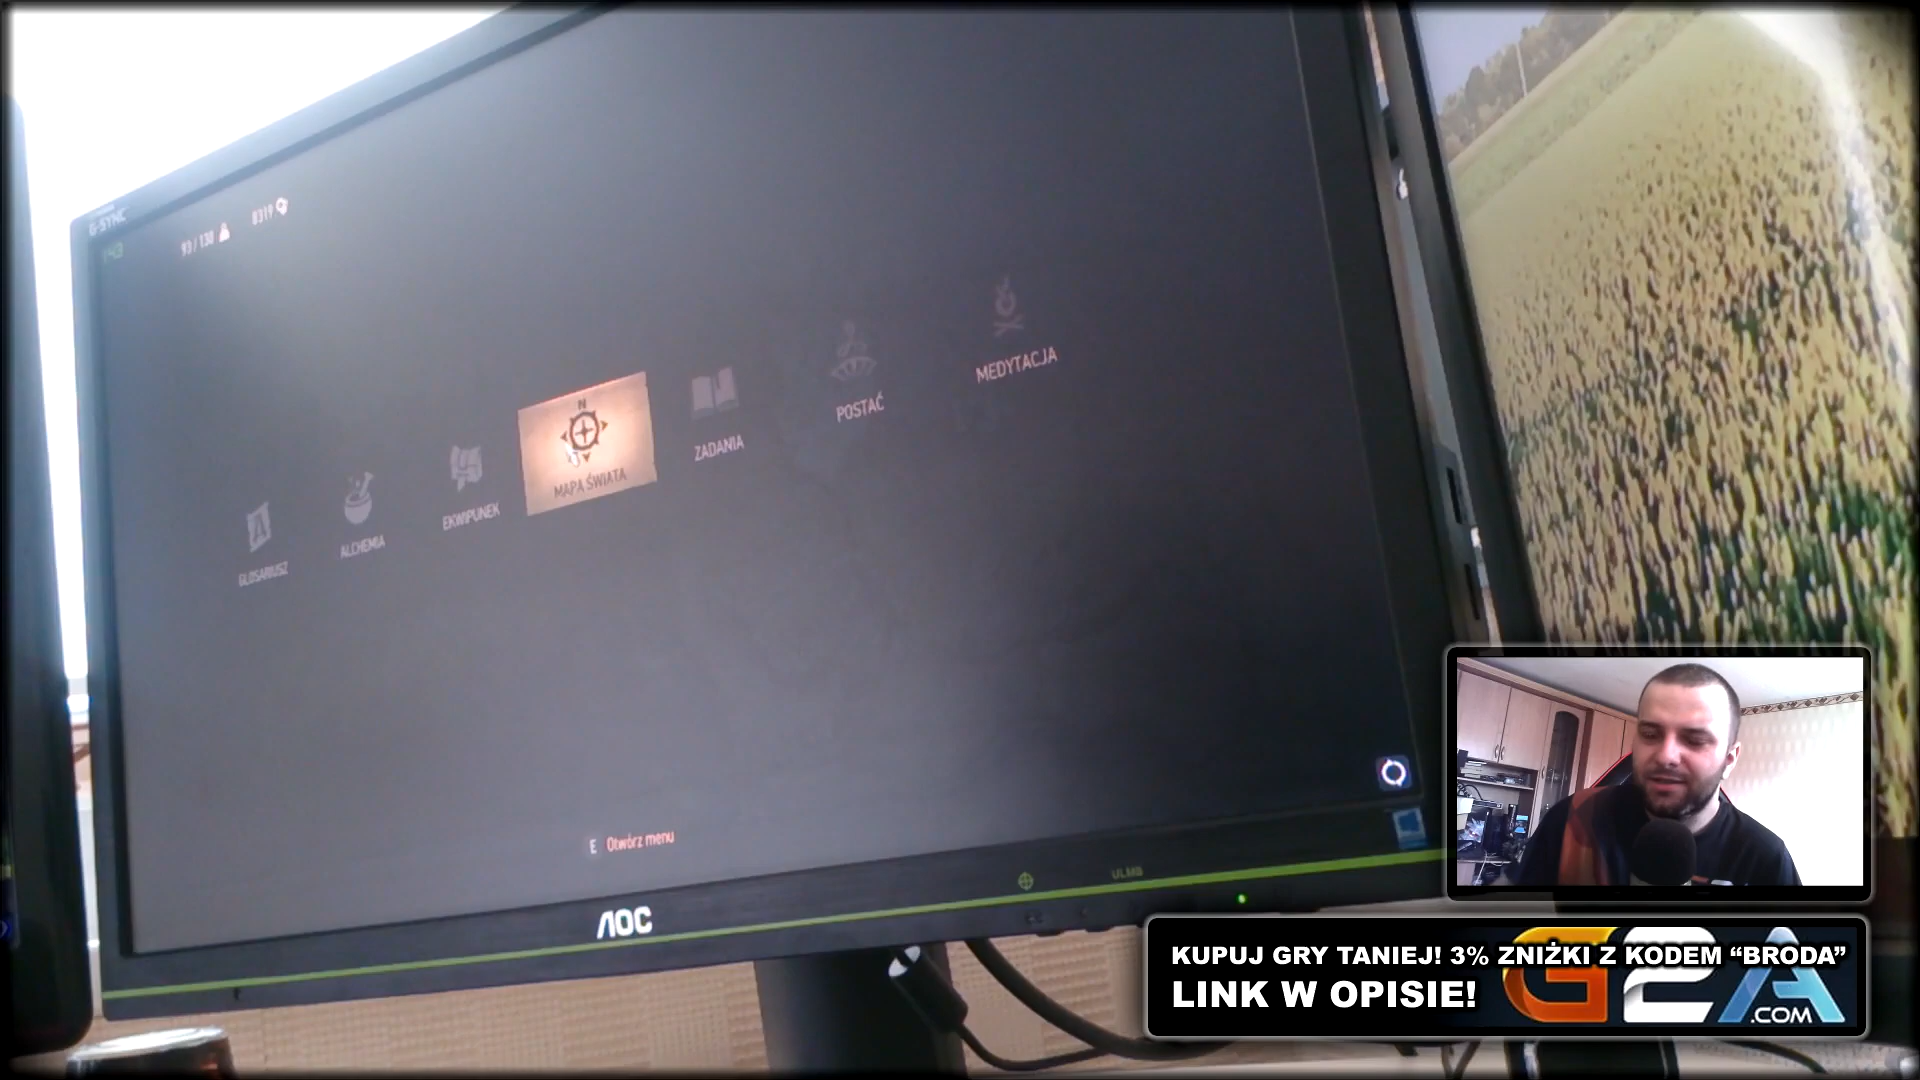 G-SYNC
143
93 / 130
8319
MEDYTACJA
POSTAĆ
ZADANIA
N
MAPA ŚWIATA
EKWIPUNEK
ALCHEMIA
A
GLOSARIUSZ
E Otwórz menu
ULMB
AOC
KUPUJ GRY TANIEJ! 3% ZNIŻKI Z KODEM “BRODA”
LINK W OPISIE!
G2A
.COM